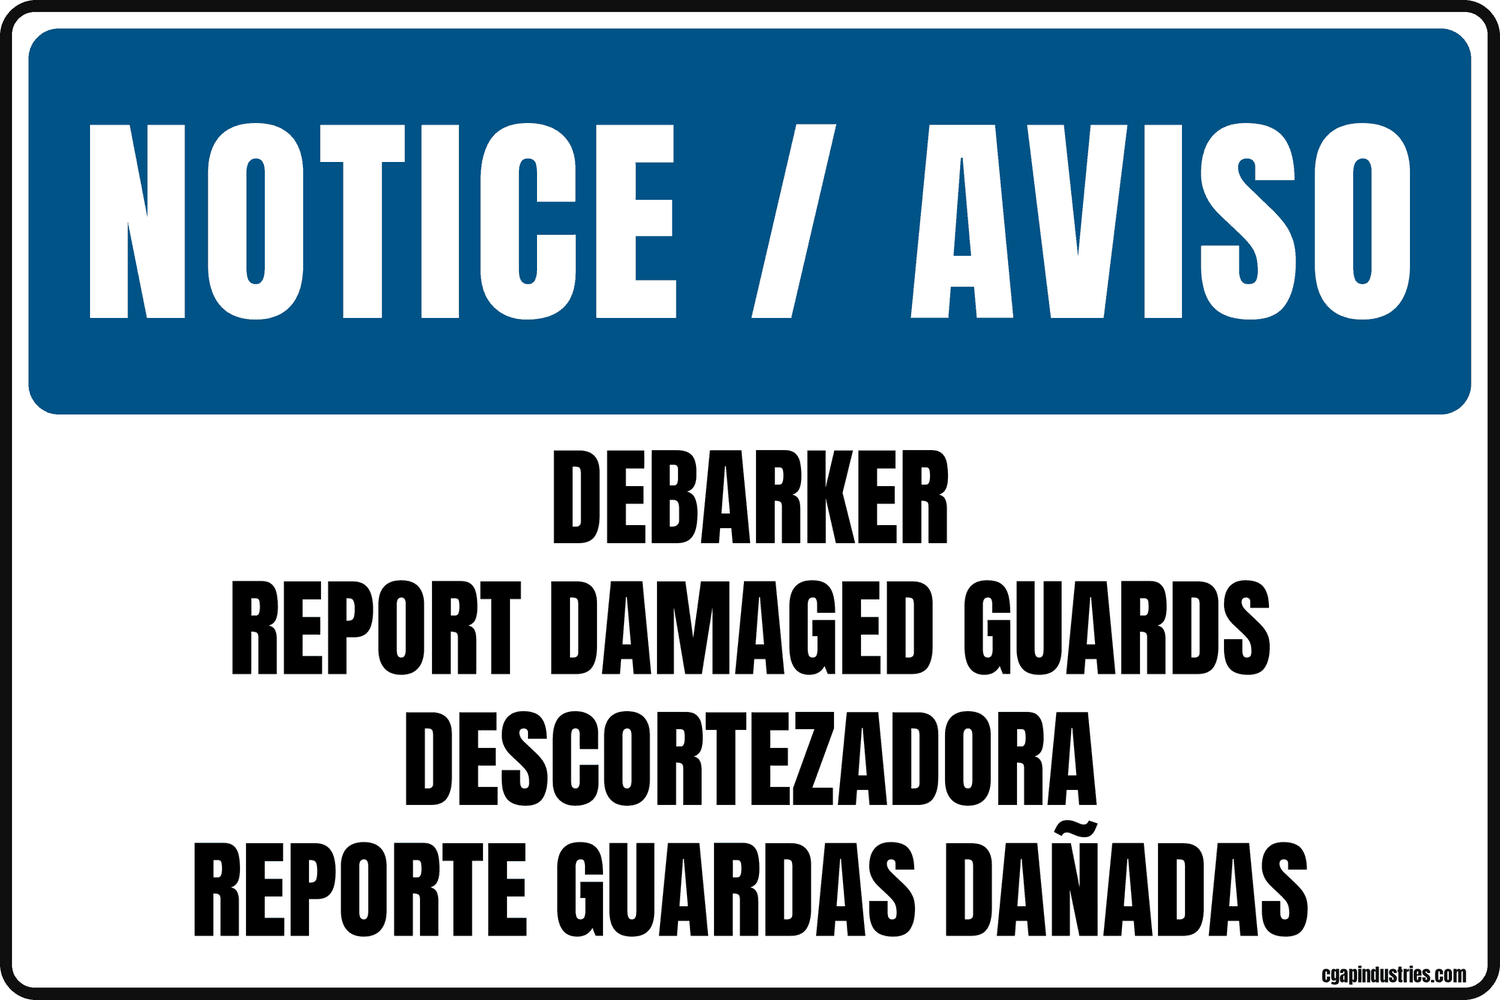 NOTICE / AVISO
DEBARKER
REPORT DAMAGED GUARDS
DESCORTEZADORA
REPORTE GUARDAS DAÑADAS
cgapindustries.com